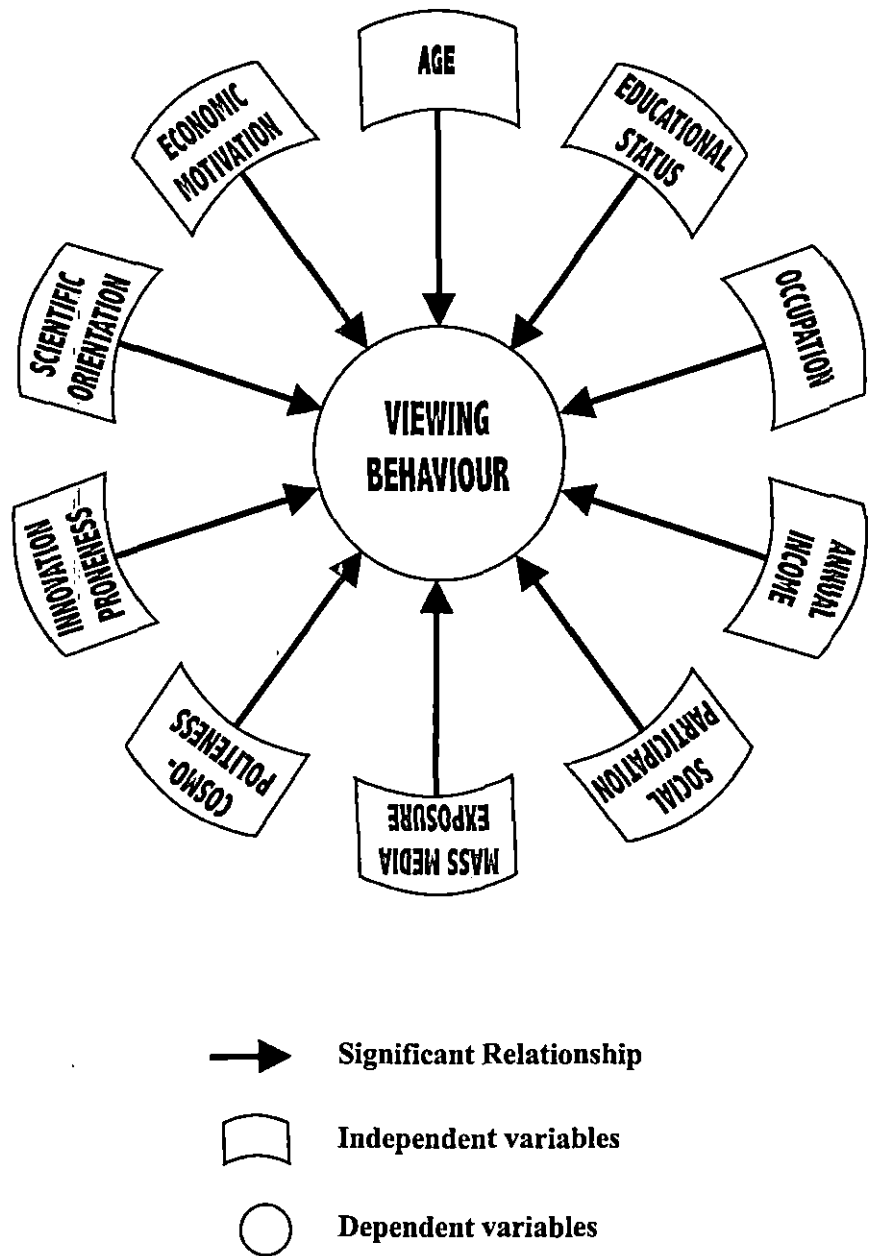 AGE
EDUCATIONAL
STATUS
OCCUPATION
ANNUAL
INCOME
SOCIAL
PARTICIPATION
MASS MEDIA
EXPOSURE
COSMO-
POLITENESS
INNOVATION
PRONENESS
SCIENTIFIC
ORIENTATION
ECONOMIC
MOTIVATION
VIEWING
BEHAVIOUR
Significant Relationship
Independent variables
Dependent variables